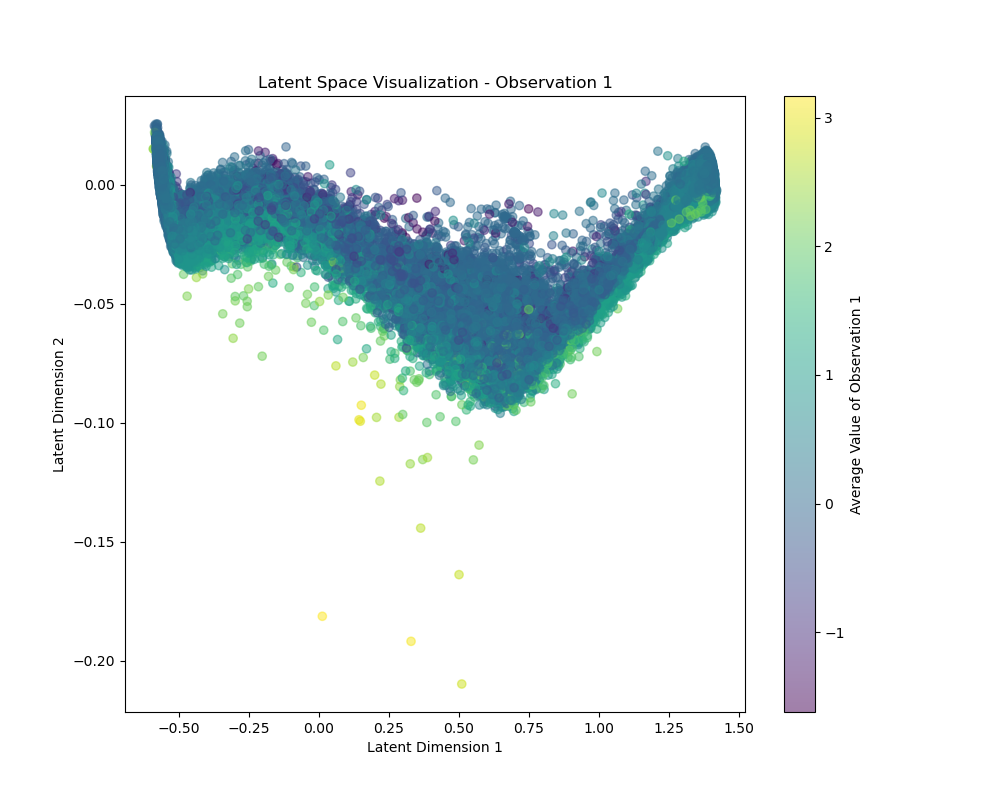 Latent Space Visualization - Observation 1
0.00
−0.05
−0.10
−0.15
−0.20
Latent Dimension 2
−0.50 −0.25 0.00 0.25 0.50 0.75 1.00 1.25 1.50
Latent Dimension 1
3
2
1
0
−1
Average Value of Observation 1